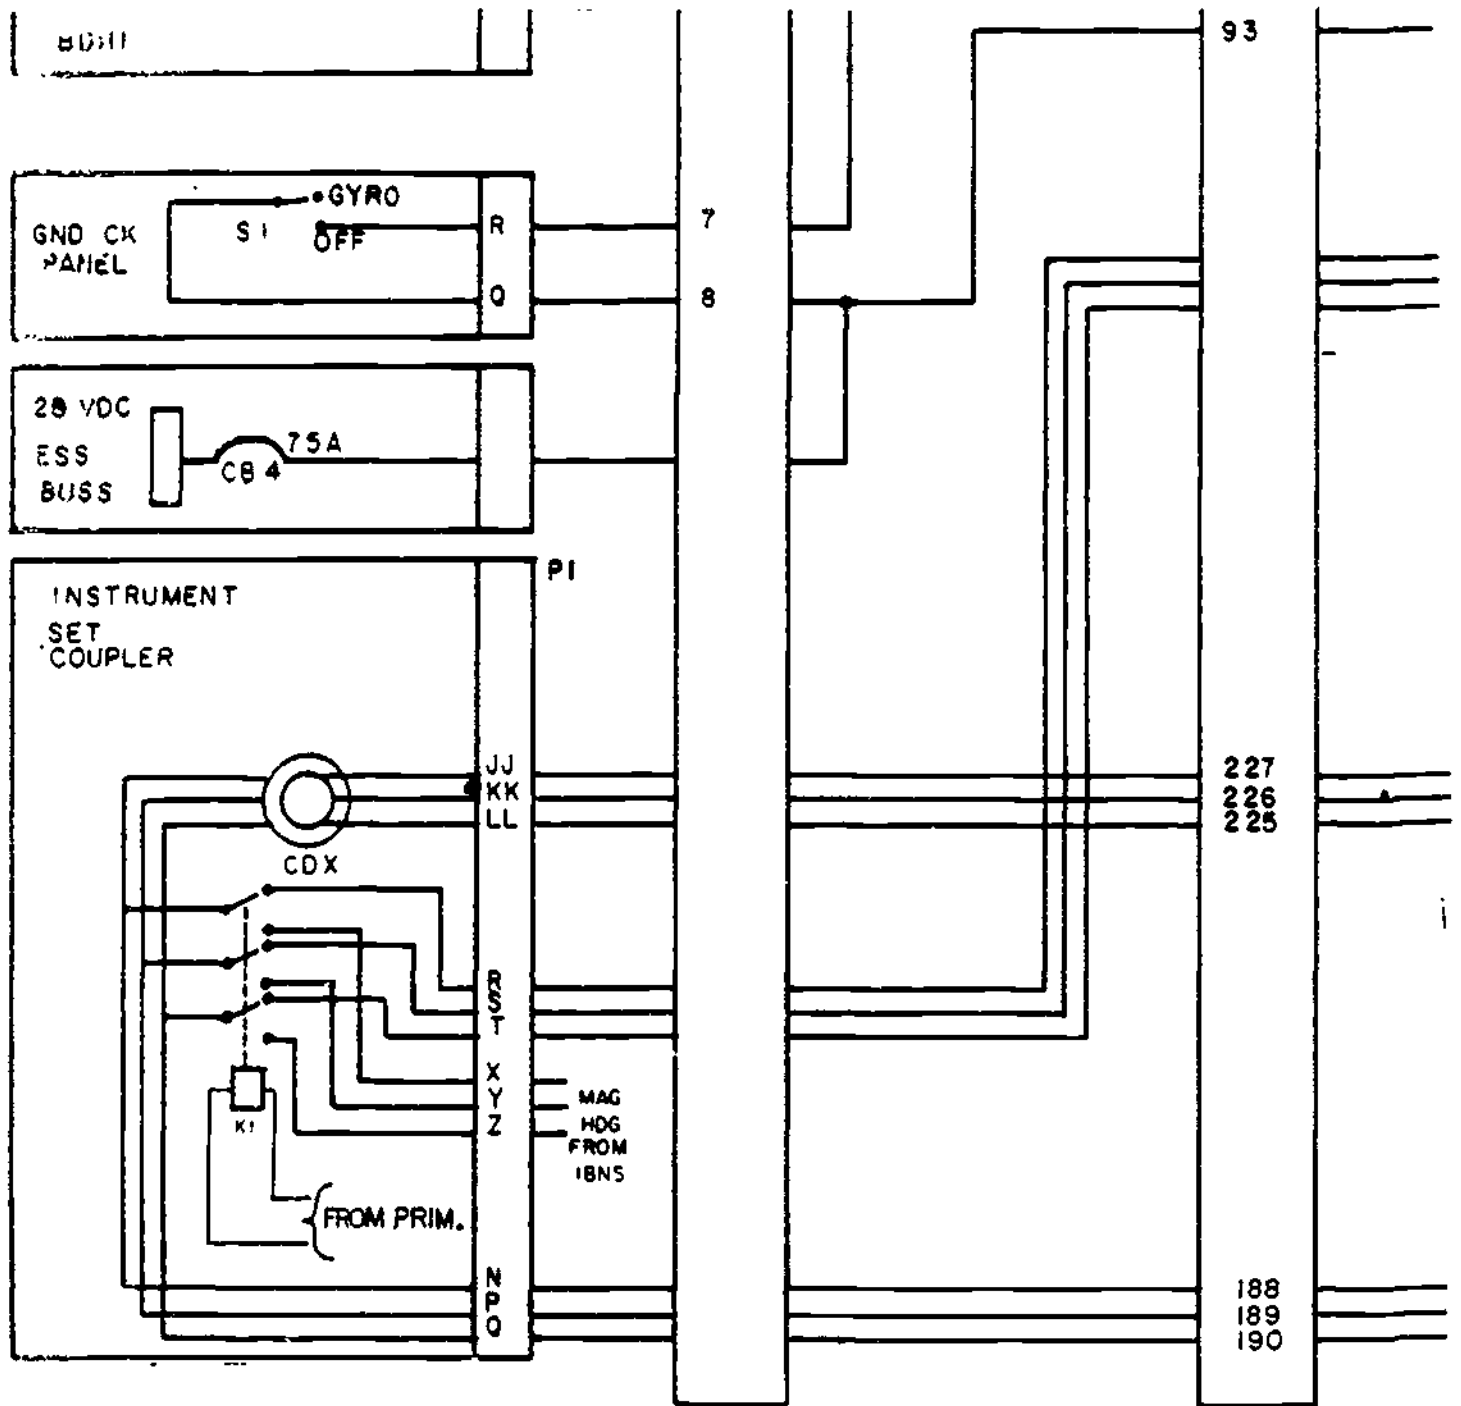 93
GYRO
GND CK
S1
OFF
R
7
PANEL
Q
8
28 VDC
75A
ESS
CB 4
BUSS
P1
INSTRUMENT
SET
COUPLER
JJ
227
KK
226
LL
225
CDX
R
S
T
X
Y
MAG
Z
HDG
K1
FROM
IBNS
FROM PRIM.
N
188
P
189
Q
190